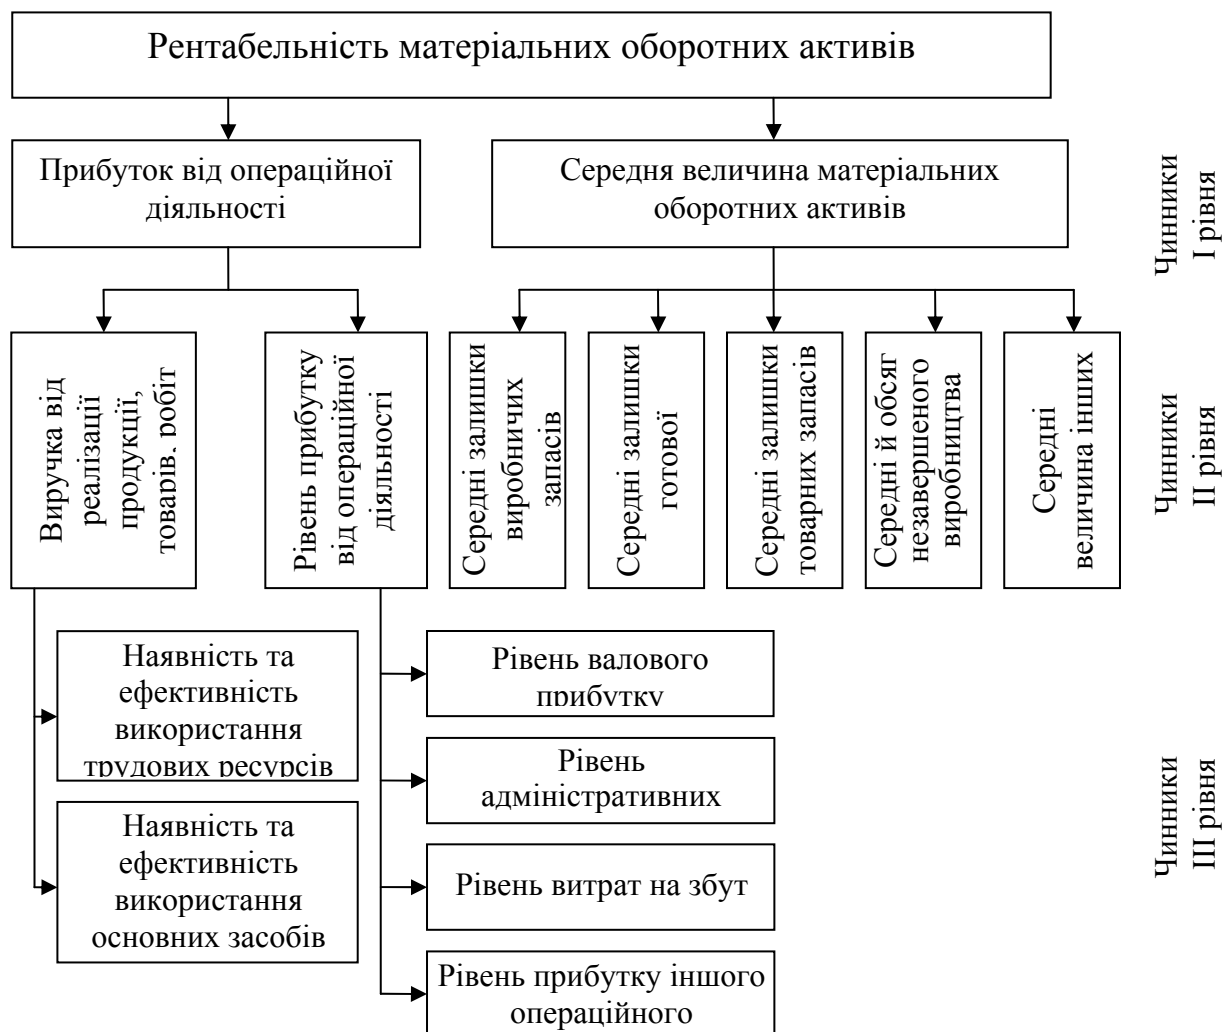 Рентабельність матеріальних оборотних активів
Прибуток від операційної
діяльності
Середня величина матеріальних
оборотних активів
Чинники
І рівня
Виручка від
реалізації
продукції,
товарів, робіт
Рівень прибутку
від операційної
діяльності
Середні залишки
виробничих
запасів
Середні залишки
готової
Середні залишки
товарних запасів
Середні й обсяг
незавершеного
виробництва
Середні
величина інших
Чинники
ІІ рівня
Наявність та
ефективність
використання
трудових ресурсів
Наявність та
ефективність
використання
основних засобів
Рівень валового
прибутку
Рівень
адміністративних
Рівень витрат на збут
Рівень прибутку іншого
операційного
Чинники
ІІІ рівня